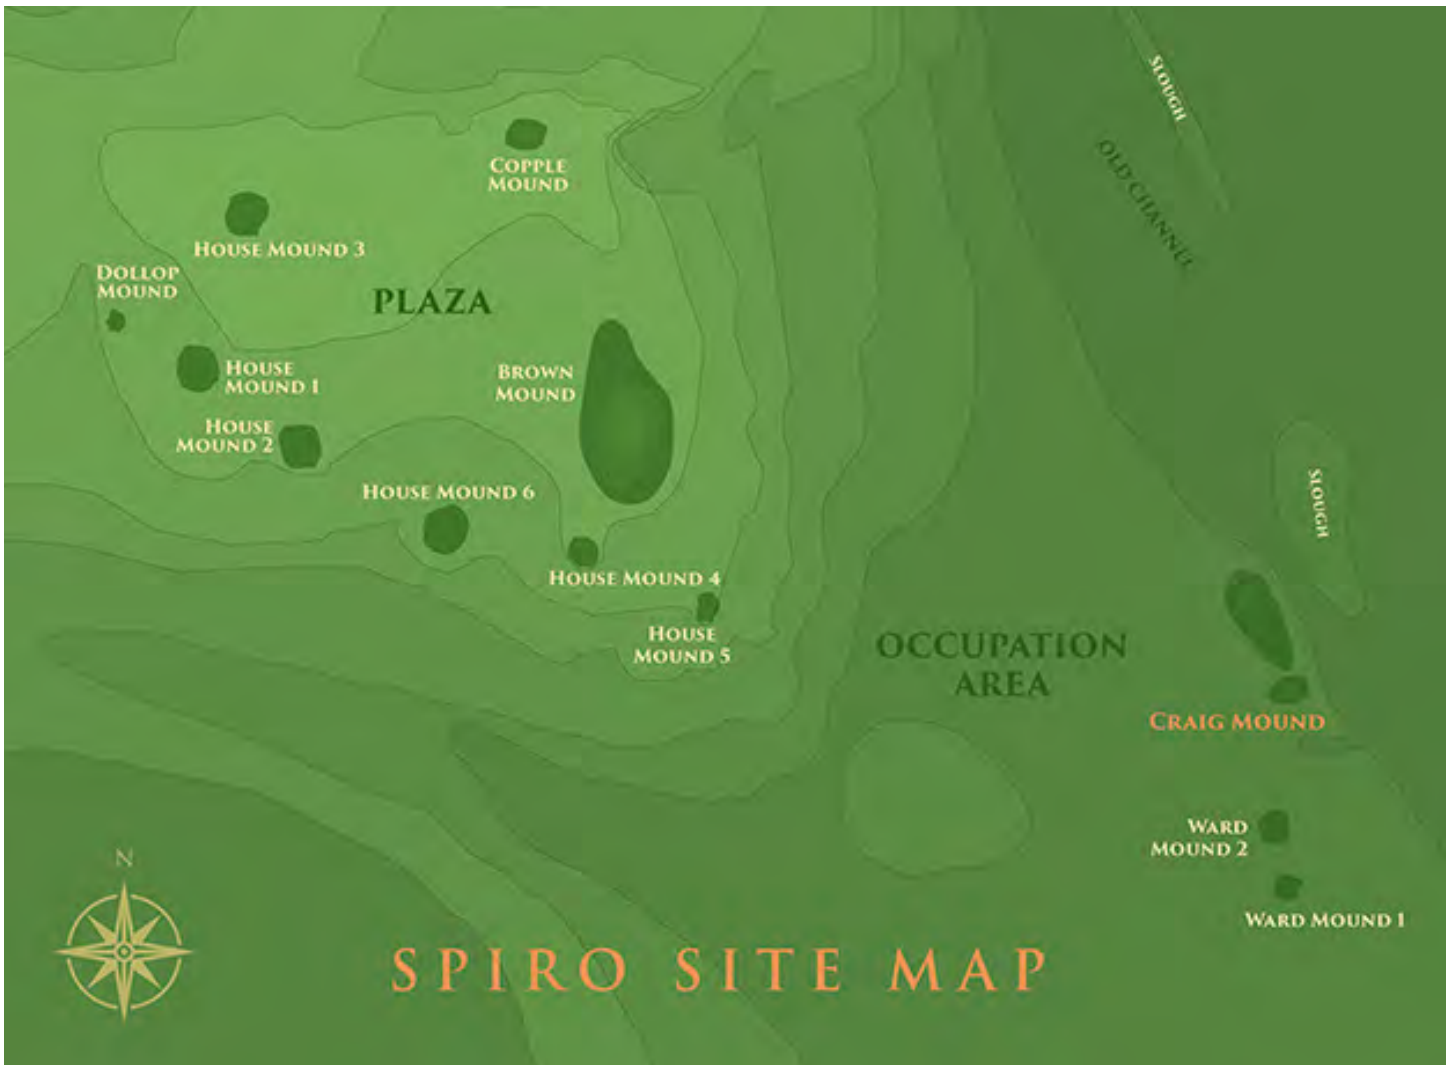 SLOUGH
OLD CHANNEL
COPPLE
MOUND
HOUSE MOUND 3
DOLLOP
MOUND
PLAZA
HOUSE
MOUND 1
BROWN
MOUND
HOUSE
MOUND 2
HOUSE MOUND 6
SLOUGH
HOUSE MOUND 4
HOUSE
MOUND 5
OCCUPATION
AREA
CRAIG MOUND
WARD
MOUND 2
N
WARD MOUND 1
SPIRO SITE MAP